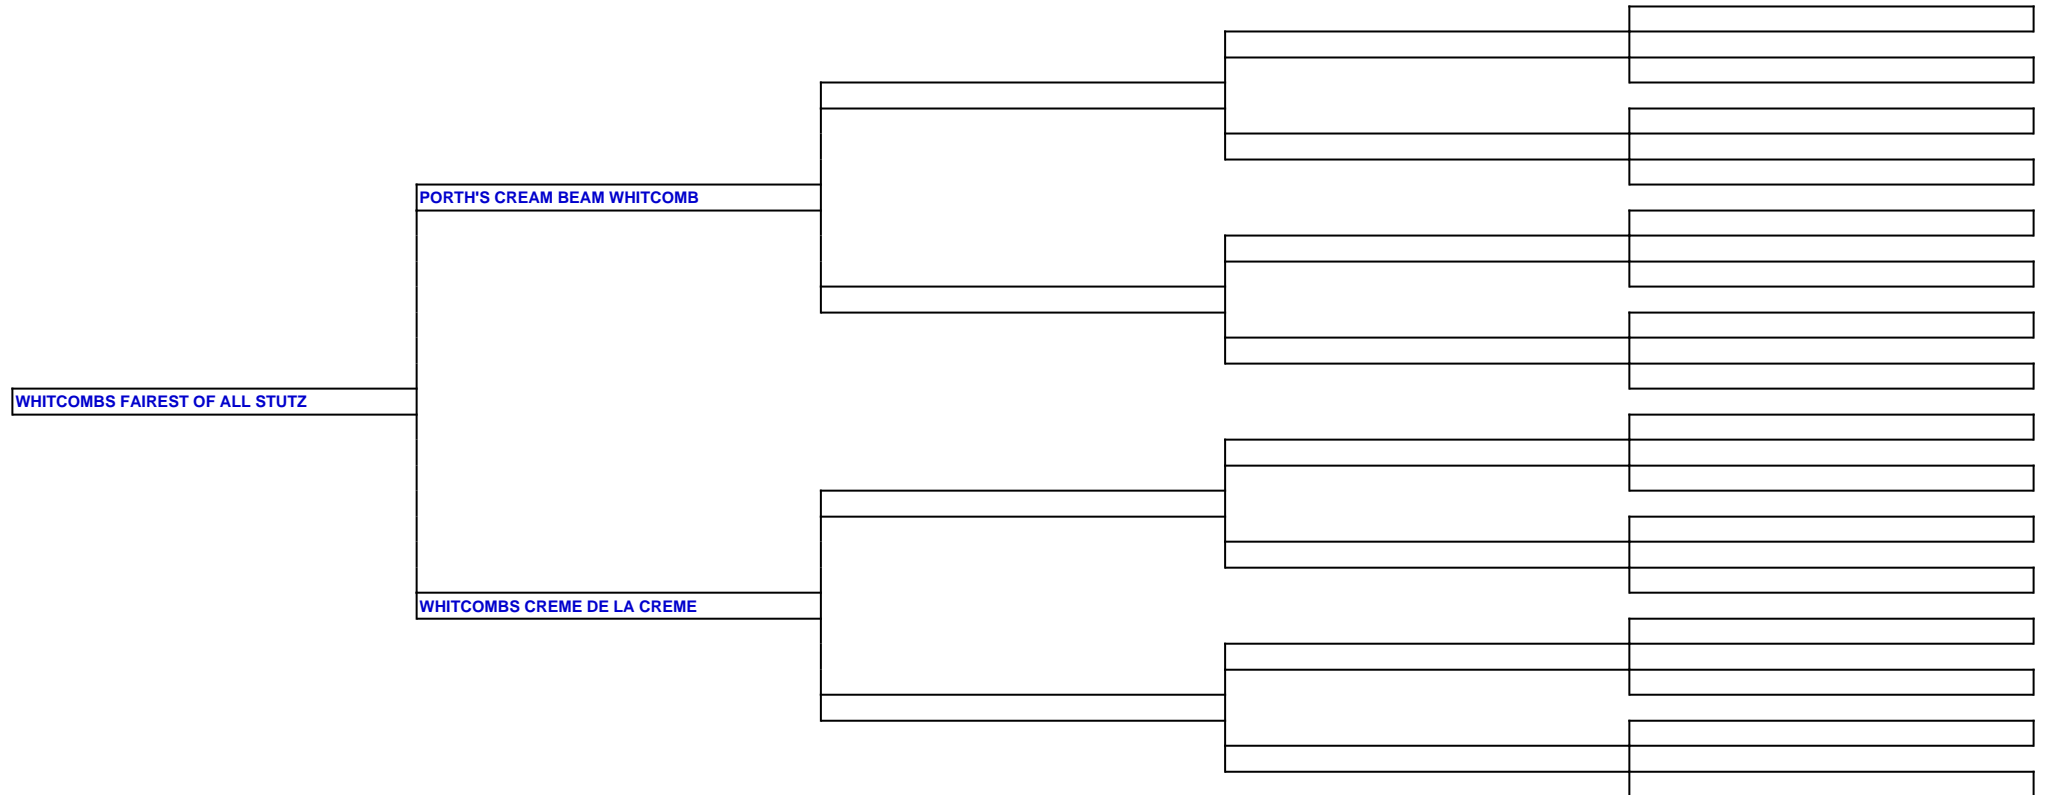 PORTH'S CREAM BEAM WHITCOMB
WHITCOMBS FAIREST OF ALL STUTZ
WHITCOMBS CREME DE LA CREME